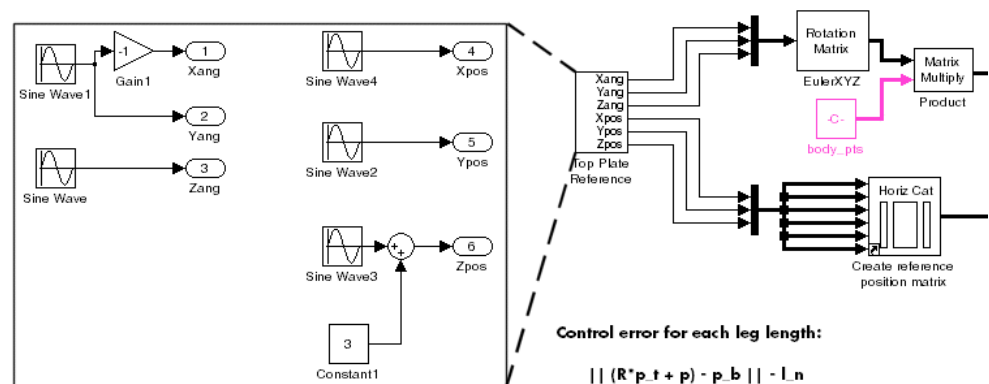 -1
Gain1
Sine Wave1
1
Xang
2
Yang
Sine Wave
3
Zang
Sine Wave4
4
Xpos
Sine Wave2
5
Ypos
Sine Wave3
+
+
6
Zpos
3
Constant1
Xang
Yang
Zang
Xpos
Ypos
Zpos
Top Plate
Reference
Rotation
Matrix
EulerXYZ
-C-
body_pts
Matrix
Multiply
Product
Horiz Cat
Create reference
position matrix
Control error for each leg length:
|| (R*p_t + p) - p_b || - l_n